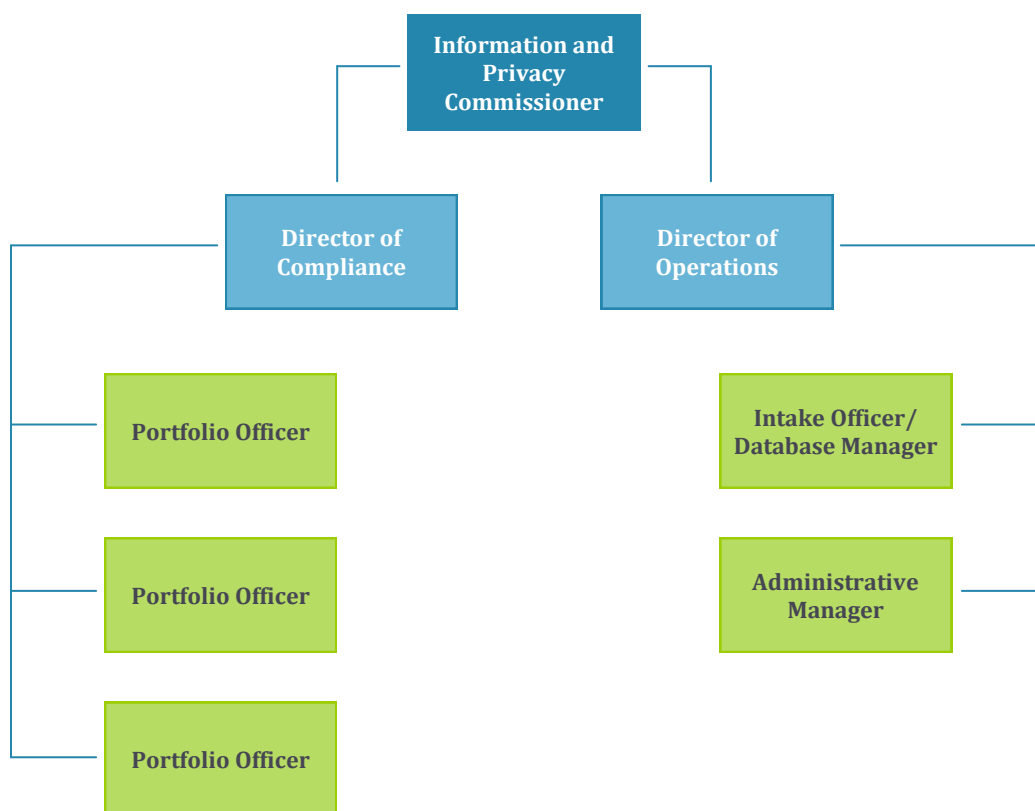 Information and
Privacy
Commissioner
Director of
Compliance
Director of
Operations
Portfolio Officer
Intake Officer/
Database Manager
Portfolio Officer
Administrative
Manager
Portfolio Officer